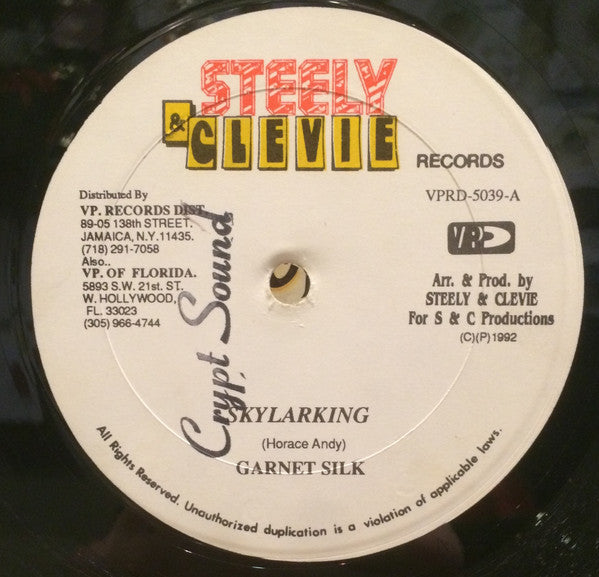 STEELY
& CLEVIE
RECORDS
Distributed By
VP. RECORDS DIST.
89-05 138th STREET.
JAMAICA, N.Y. 11435.
(718) 291-7058
Also..
VP. OF FLORIDA.
5893 S.W. 21st. ST.
W. HOLLYWOOD,
FL. 33023
(305) 966-4744
Crypt Sound
VPRD-5039-A
VPRD
Arr. & Prod. by
STEELY & CLEVIE
For S & C Productions
(C)(P)1992
SKYLARKING
(Horace Andy)
GARNET SILK
All Rights Reserved. Unauthorized duplication is a violation of applicable laws.